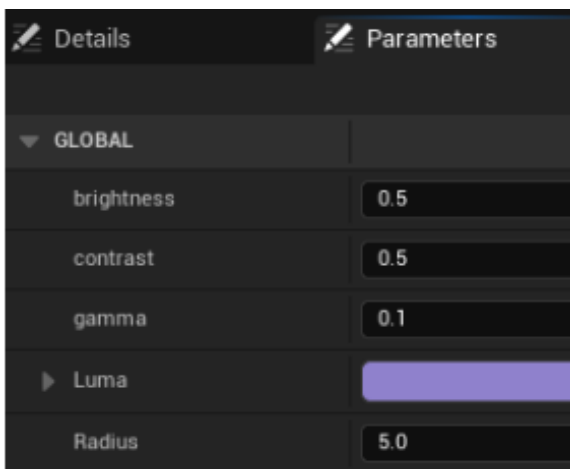 Details Parameters
GLOBAL
brightness 0.5
contrast 0.5
gamma 0.1
Luma
Radius 5.0